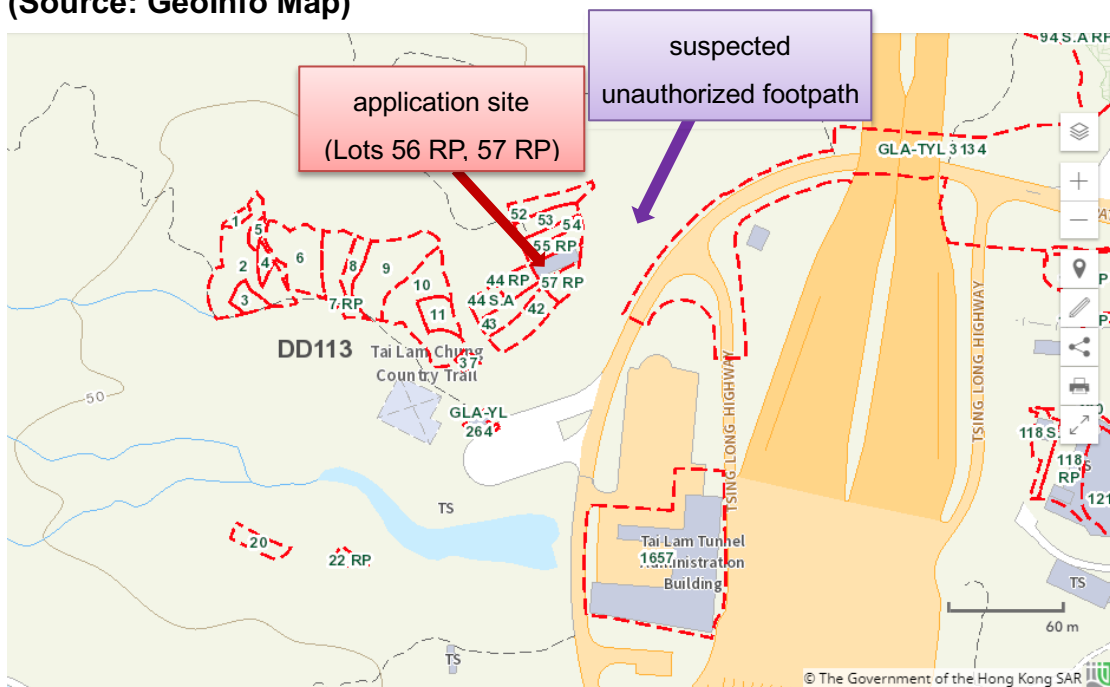 (Source: GeoInfo Map)
suspected
unauthorized footpath
application site
(Lots 56 RP, 57 RP)
94 S.A RP
GLA-TYL 3134
1
5
2
4
6
3
7 RP
8
9
10
11
52
53
54
55 RP
44 RP
57 RP
44 S.A
42
43
37
DD113
Tai Lam Chung
Country Trail
50
GLA-YL
264
TSING LONG HIGHWAY
TSING LONG HIGHWAY
118 S.
118
RP
121
TS
TS
20
22 RP
Tai Lam Tunnel
Administration
Building
1657
TS
TS
60 m
© The Government of the Hong Kong SAR